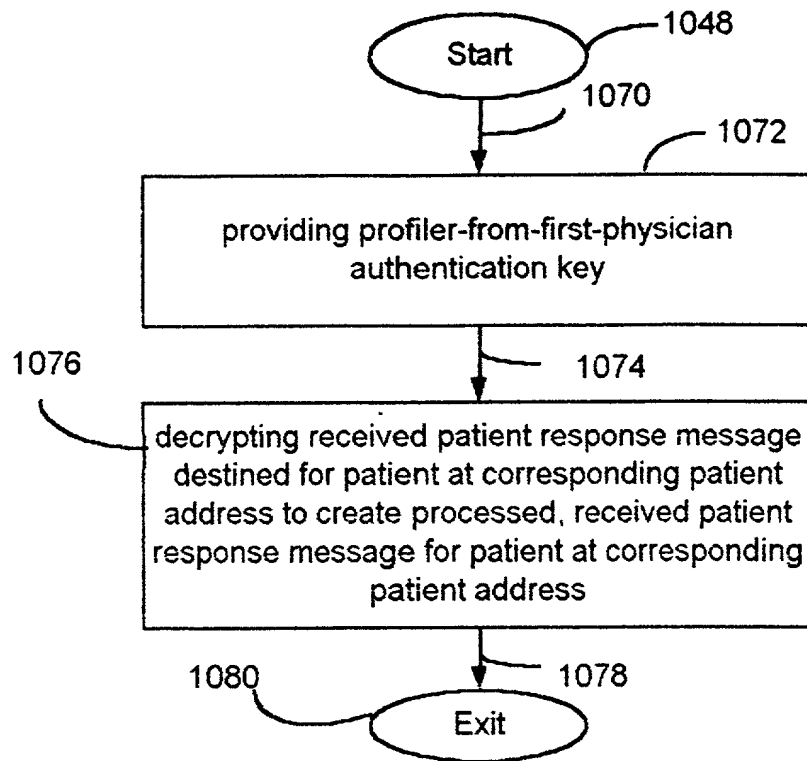 Start
1048
1070
1072
providing profiler-from-first-physician
authentication key
1074
1076
decrypting received patient response message
destined for patient at corresponding patient
address to create processed, received patient
response message for patient at corresponding
patient address
1078
1080
Exit